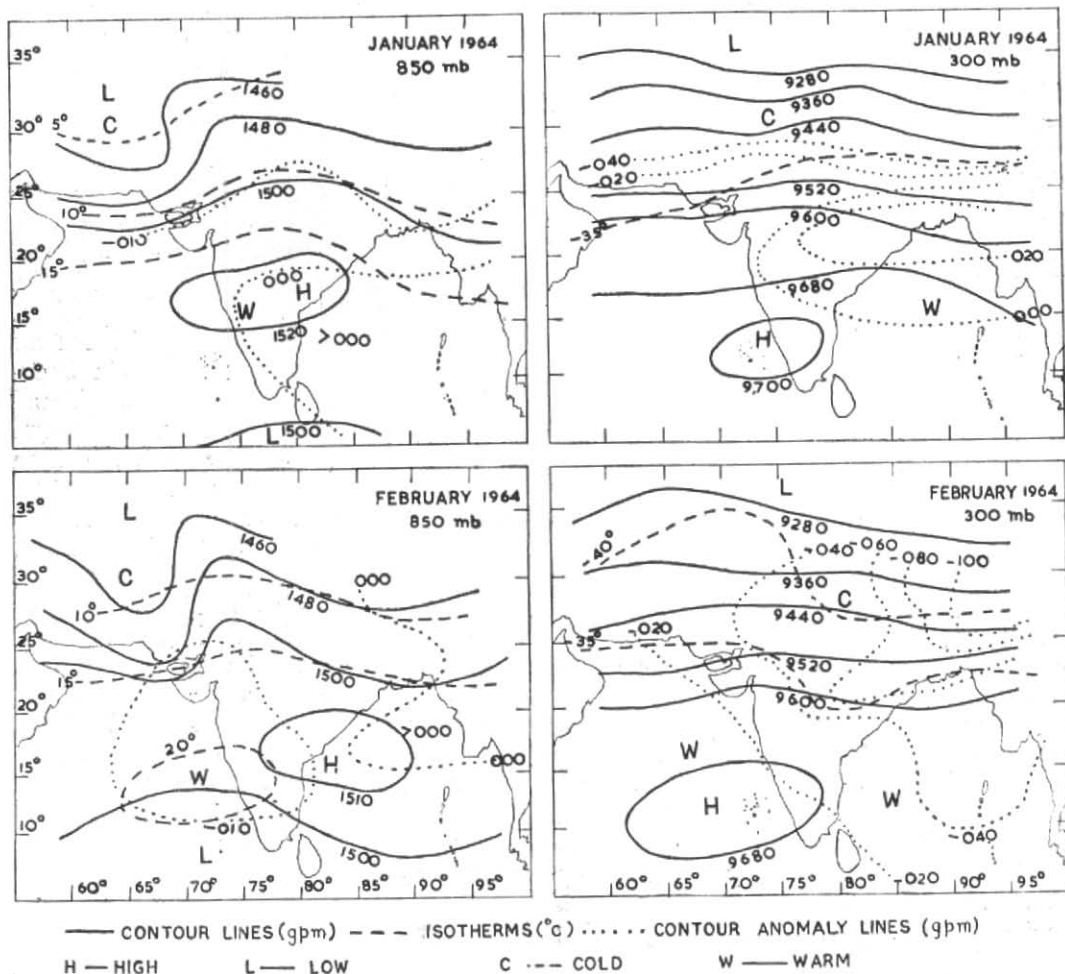 JANUARY 1964
850 mb
35°
30°
25°
20°
15°
10°
L
C
5°
1460
1480
1500
10°
-010
15°
000
W
H
1520
>000
L
1500
JANUARY 1964
300 mb
L
9280
9360
C
9440
-040
-020
9520
9600
-35°
020
9680
W
000
H
9,700
FEBRUARY 1964
850 mb
35°
30°
25°
20°
15°
10°
L
1460
C
10°
000
1480
15°
1500
20°
>000
W
H
000
1510
-010
L
1500
60° 65° 70° 75° 80° 85° 90° 95°
FEBRUARY 1964
300 mb
L
9280
-40°
-040
-060
-080
-100
9360
C
9440
-020
-35°
9520
9600
W
H
W
9680
-040
-020
60° 65° 70° 75° 80° 85° 90° 95°
CONTOUR LINES (gpm) ISOTHERMS (°c) CONTOUR ANOMALY LINES (gpm)
H — HIGH L — LOW C --- COLD W — WARM